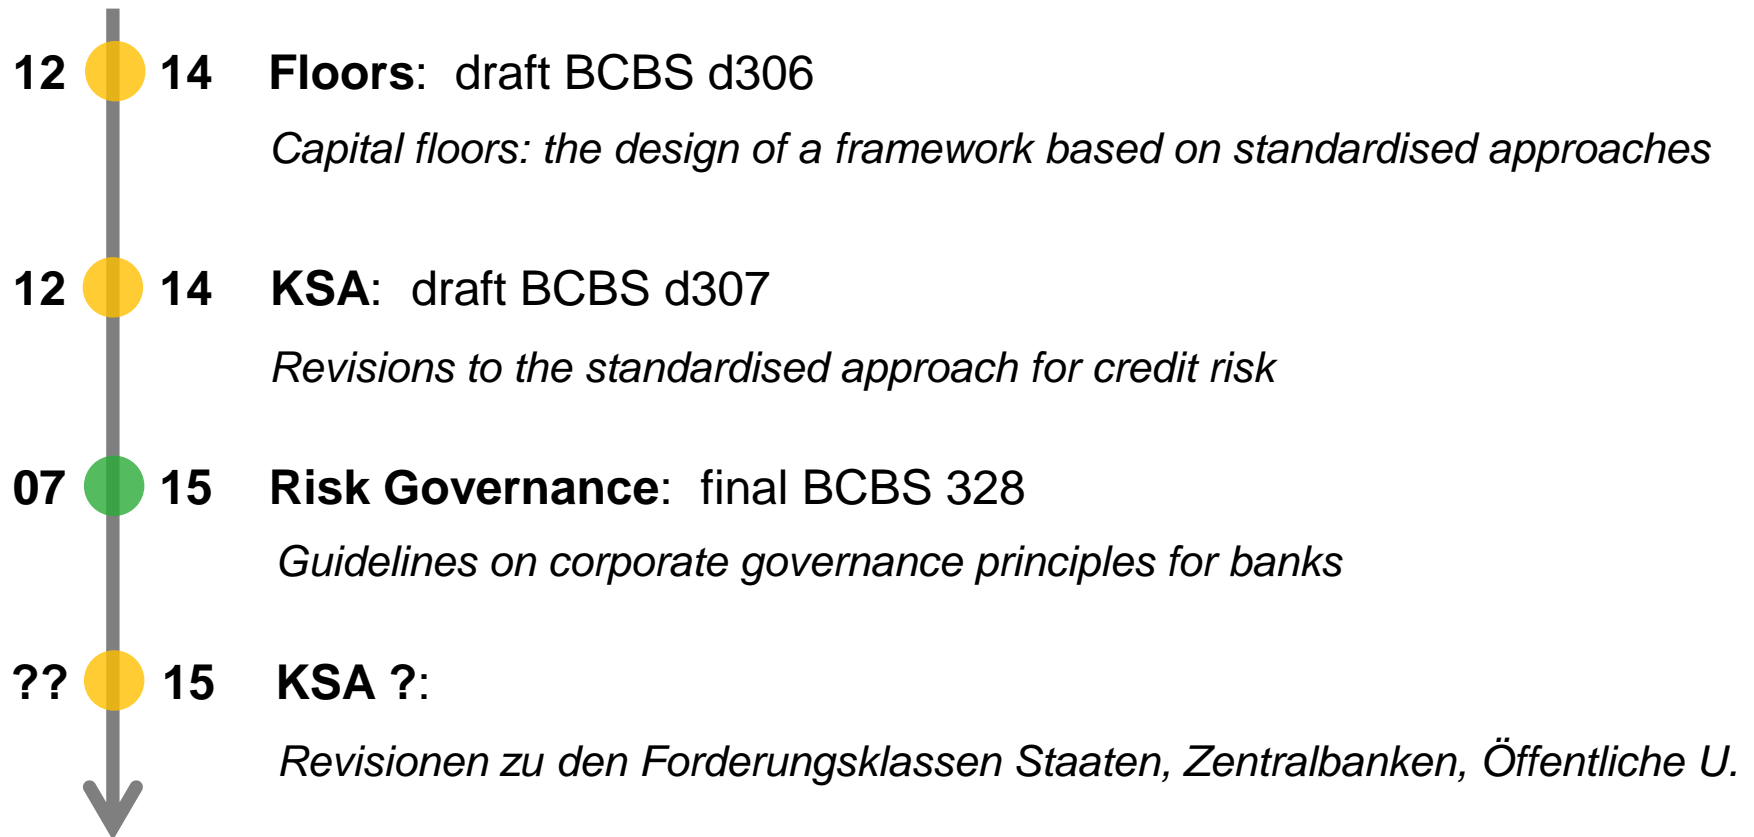 12 14 Floors: draft BCBS d306
Capital floors: the design of a framework based on standardised approaches
12 14 KSA: draft BCBS d307
Revisions to the standardised approach for credit risk
07 15 Risk Governance: final BCBS 328
Guidelines on corporate governance principles for banks
?? 15 KSA ?:
Revisionen zu den Forderungsklassen Staaten, Zentralbanken, Öffentliche U.